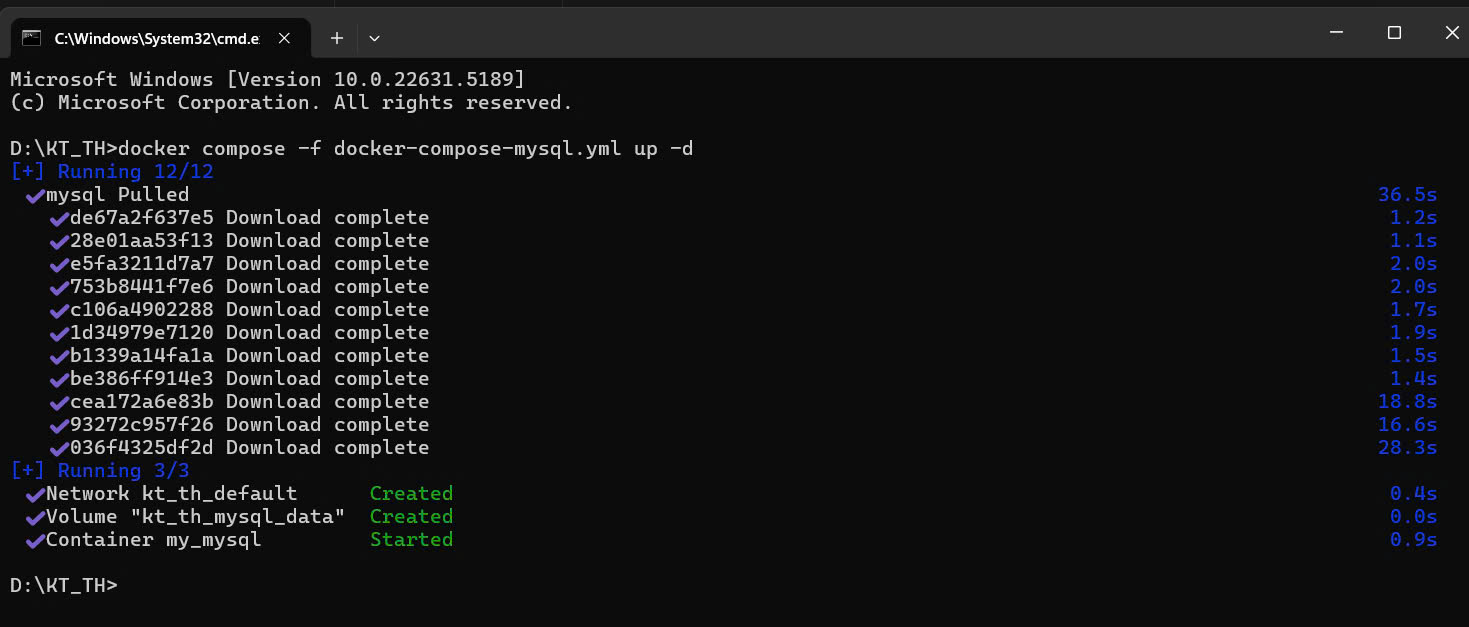 C:\Windows\System32\cmd.e
Microsoft Windows [Version 10.0.22631.5189]
(c) Microsoft Corporation. All rights reserved.
D:\KT_TH>docker compose -f docker-compose-mysql.yml up -d
[+] Running 12/12
✔mysql Pulled 36.5s
✔de67a2f637e5 Download complete 1.2s
✔28e01aa53f13 Download complete 1.1s
✔e5fa3211d7a7 Download complete 2.0s
✔753b8441f7e6 Download complete 2.0s
✔c106a4902288 Download complete 1.7s
✔1d34979e7120 Download complete 1.9s
✔b1339a14fa1a Download complete 1.5s
✔be386ff914e3 Download complete 1.4s
✔cea172a6e83b Download complete 18.8s
✔93272c957f26 Download complete 16.6s
✔036f4325df2d Download complete 28.3s
[+] Running 3/3
✔Network kt_th_default Created 0.4s
✔Volume "kt_th_mysql_data" Created 0.0s
✔Container my_mysql Started 0.9s
D:\KT_TH>